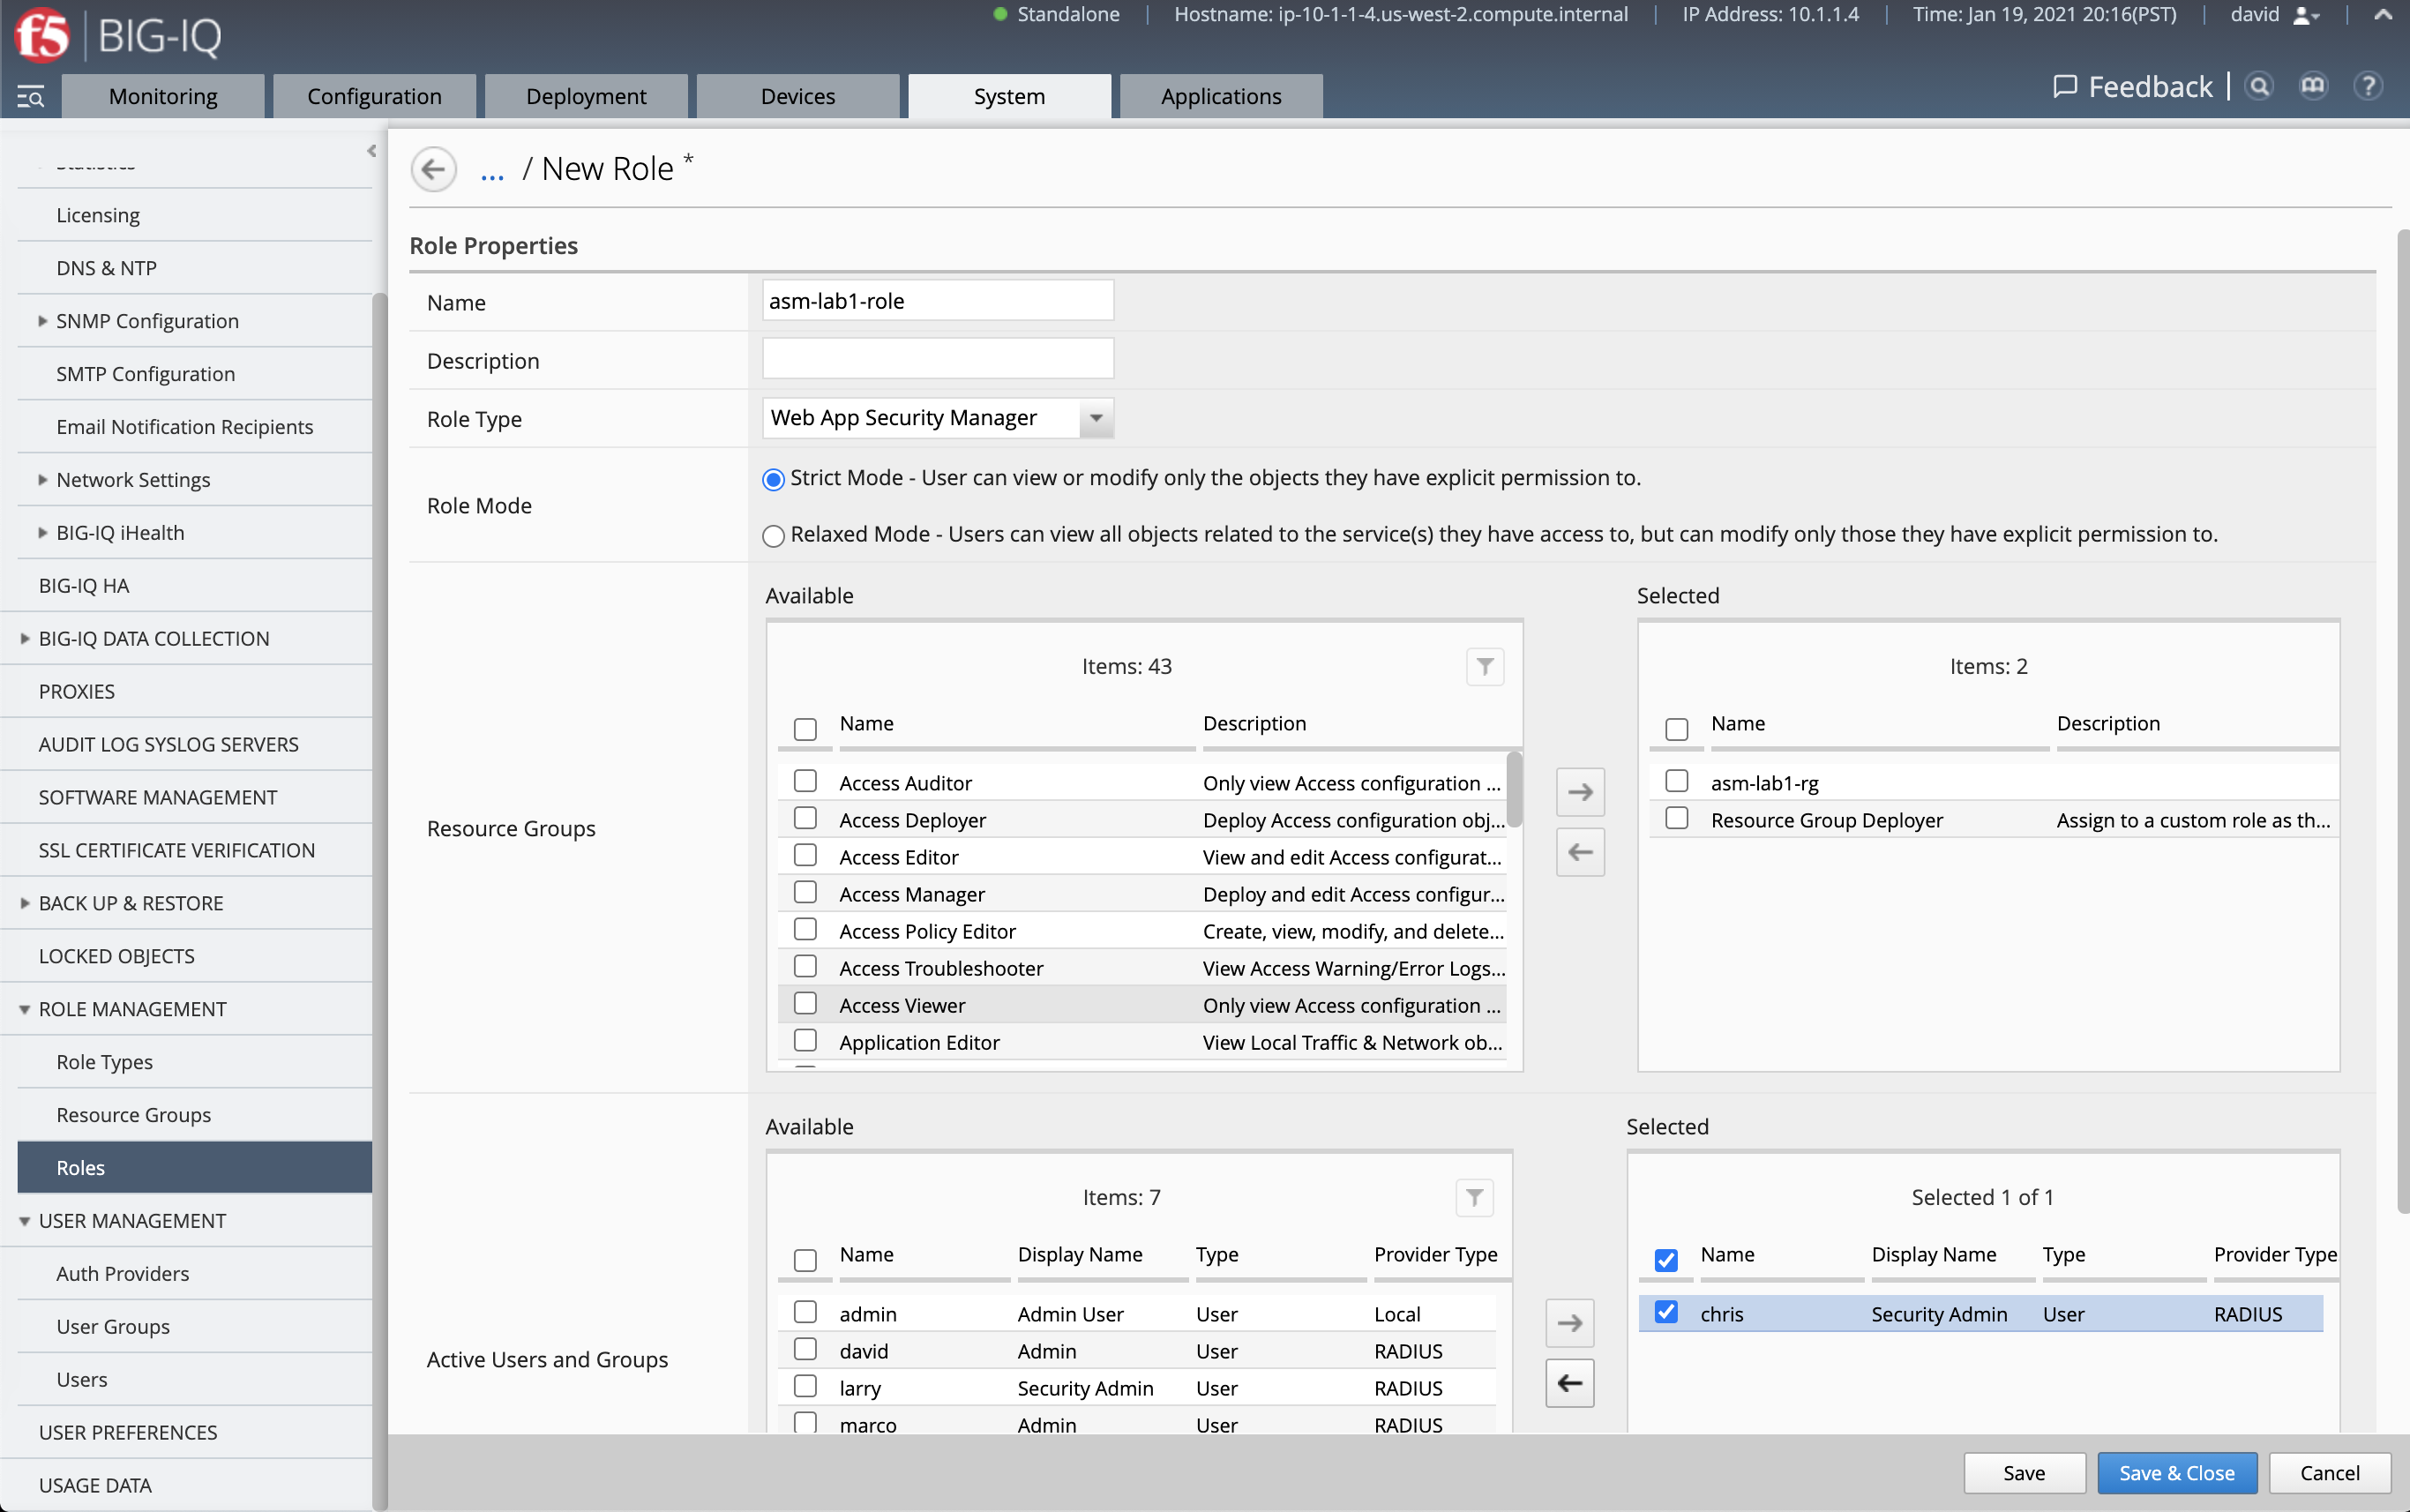 f5 BIG-IQ
Standalone
Hostname: ip-10-1-1-4.us-west-2.compute.internal
IP Address: 10.1.1.4
Time: Jan 19, 2021 20:16(PST)
david
Monitoring
Configuration
Deployment
Devices
System
Applications
Feedback
?
Statistics
Licensing
DNS & NTP
SNMP Configuration
SMTP Configuration
Email Notification Recipients
Network Settings
BIG-IQ iHealth
BIG-IQ HA
BIG-IQ DATA COLLECTION
PROXIES
AUDIT LOG SYSLOG SERVERS
SOFTWARE MANAGEMENT
SSL CERTIFICATE VERIFICATION
BACK UP & RESTORE
LOCKED OBJECTS
ROLE MANAGEMENT
Role Types
Resource Groups
Roles
USER MANAGEMENT
Auth Providers
User Groups
Users
USER PREFERENCES
USAGE DATA
... / New Role *
Role Properties
Name
asm-lab1-role
Description
Role Type
Web App Security Manager
Role Mode
Strict Mode - User can view or modify only the objects they have explicit permission to.
Relaxed Mode - Users can view all objects related to the service(s) they have access to, but can modify only those they have explicit permission to.
Resource Groups
Available
Items: 43
Name Description
Access Auditor Only view Access configuration ...
Access Deployer Deploy Access configuration obj...
Access Editor View and edit Access configurat...
Access Manager Deploy and edit Access configur...
Access Policy Editor Create, view, modify, and delete...
Access Troubleshooter View Access Warning/Error Logs...
Access Viewer Only view Access configuration ...
Application Editor View Local Traffic & Network ob...
Selected
Items: 2
Name Description
asm-lab1-rg
Resource Group Deployer Assign to a custom role as th...
Active Users and Groups
Available
Items: 7
Name Display Name Type Provider Type
admin Admin User User Local
david Admin User RADIUS
larry Security Admin User RADIUS
marco Admin User RADIUS
Selected
Selected 1 of 1
Name Display Name Type Provider Type
chris Security Admin User RADIUS
Save
Save & Close
Cancel